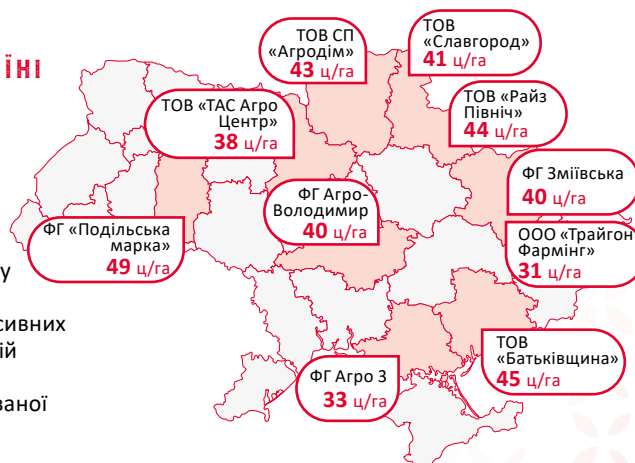 ЇНІ
ТОВ СП
«Агродім»
43 ц/га
ТОВ
«Славгород»
41 ц/га
ТОВ «ТАС Агро
Центр»
38 ц/га
ТОВ «Райз
Північ»
44 ц/га
ФГ Зміївська
40 ц/га
ФГ Агро-
Володимир
40 ц/га
ФГ «Подільська
марка»
49 ц/га
ООО «Трайгон
Фармінг»
31 ц/га
у
сивних
ій
ваної
ФГ Агро 3
33 ц/га
ТОВ
«Батьківщина»
45 ц/га